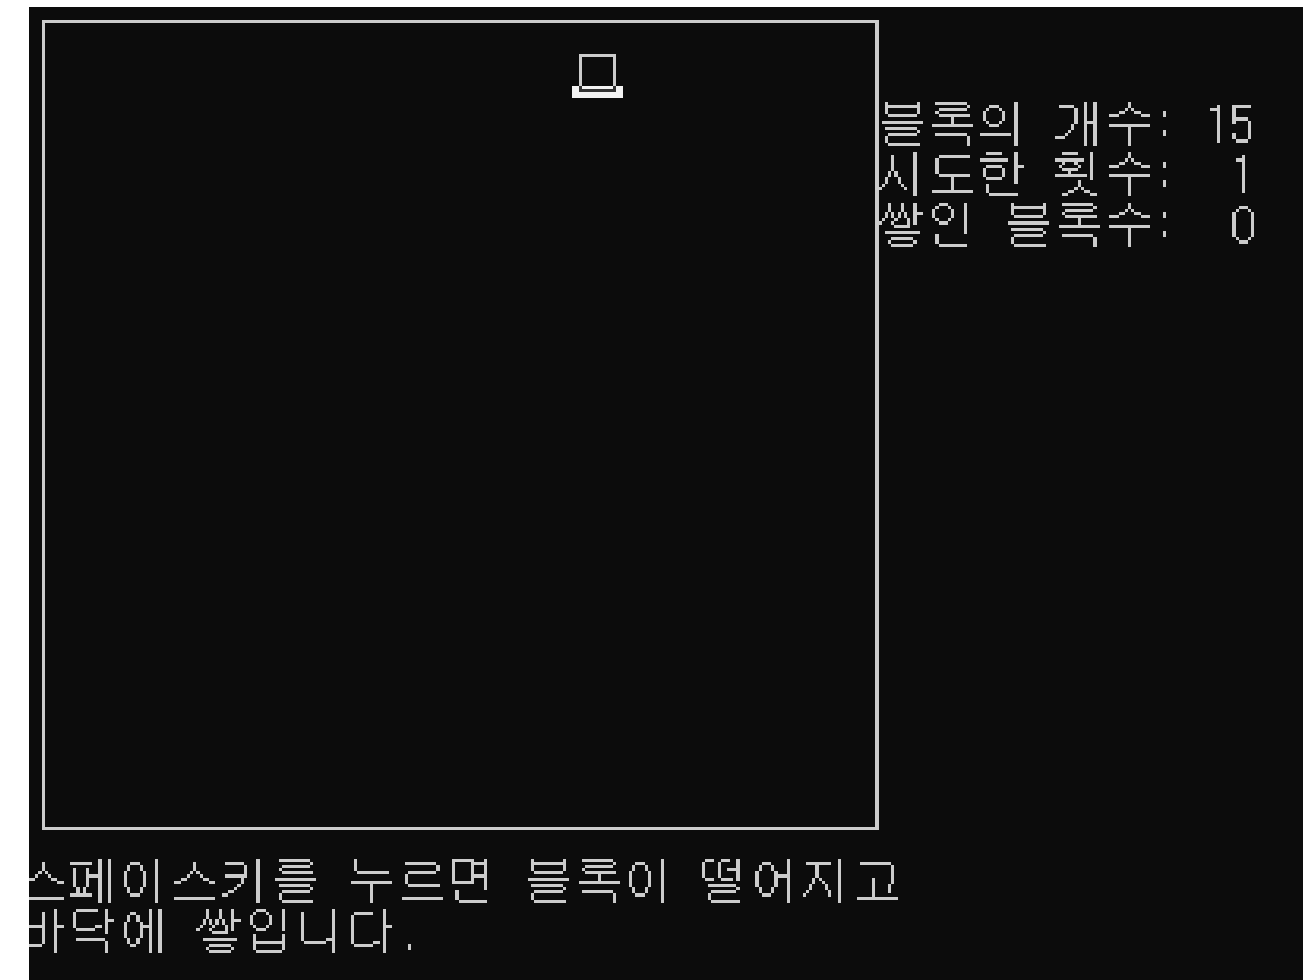 블록의 개수: 15
시도한 횟수: 1
쌓인 블록수: 0
스페이스키를 누르면 블록이 떨어지고
바닥에 쌓입니다.